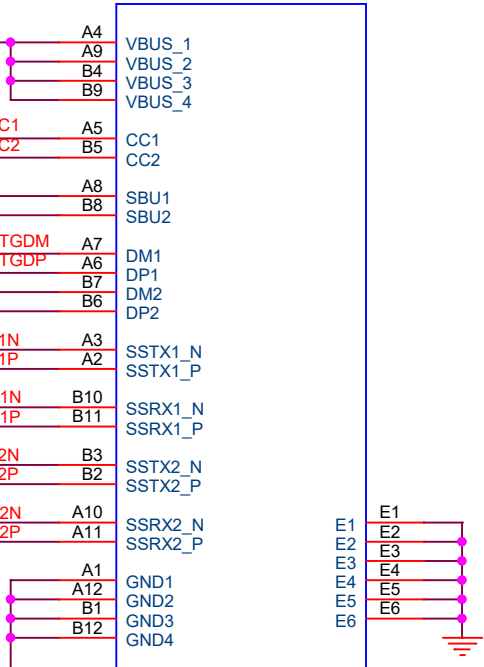 A4 VBUS_1
A9 VBUS_2
B4 VBUS_3
B9 VBUS_4
C1 A5 CC1
C2 B5 CC2
A8 SBU1
B8 SBU2
TGDM A7 DM1
TGDP A6 DP1
B7 DM2
B6 DP2
1N A3 SSTX1_N
1P A2 SSTX1_P
1N B10 SSRX1_N
1P B11 SSRX1_P
2N B3 SSTX2_N
2P B2 SSTX2_P
2N A10 SSRX2_N E1 E1
2P A11 SSRX2_P E2 E2
E3 E3
A1 GND1 E4 E4
A12 GND2 E5 E5
B1 GND3 E6 E6
B12 GND4